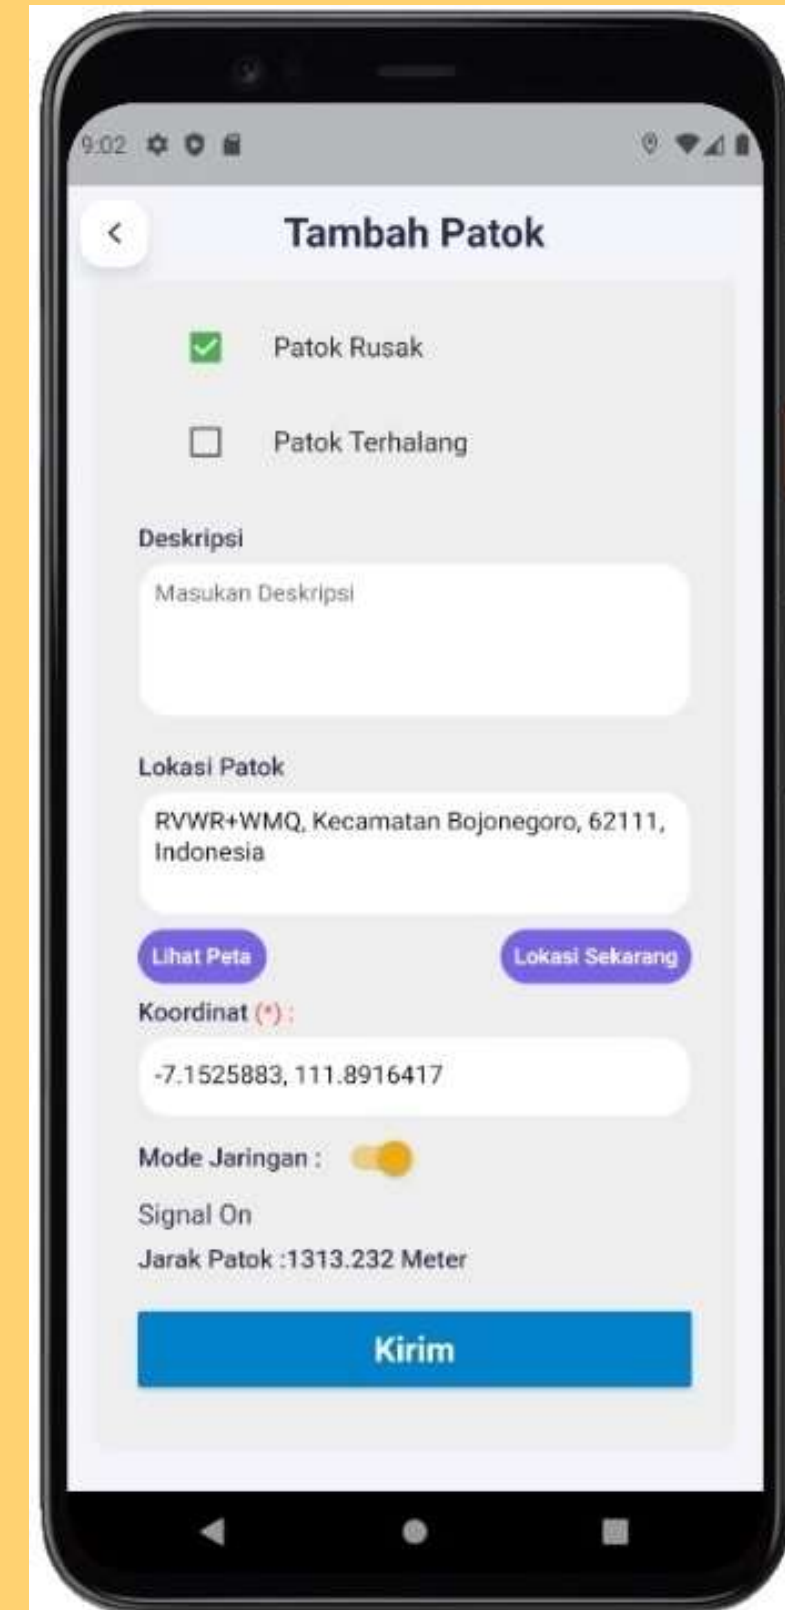 9:02
Tambah Patok
Patok Rusak
Patok Terhalang
Deskripsi
Masukan Deskripsi
Lokasi Patok
RVWR+WMQ, Kecamatan Bojonegoro, 62111,
Indonesia
Lihat Peta
Lokasi Sekarang
Koordinat (*) :
-7.1525883, 111.8916417
Mode Jaringan :
Signal On
Jarak Patok :1313.232 Meter
Kirim